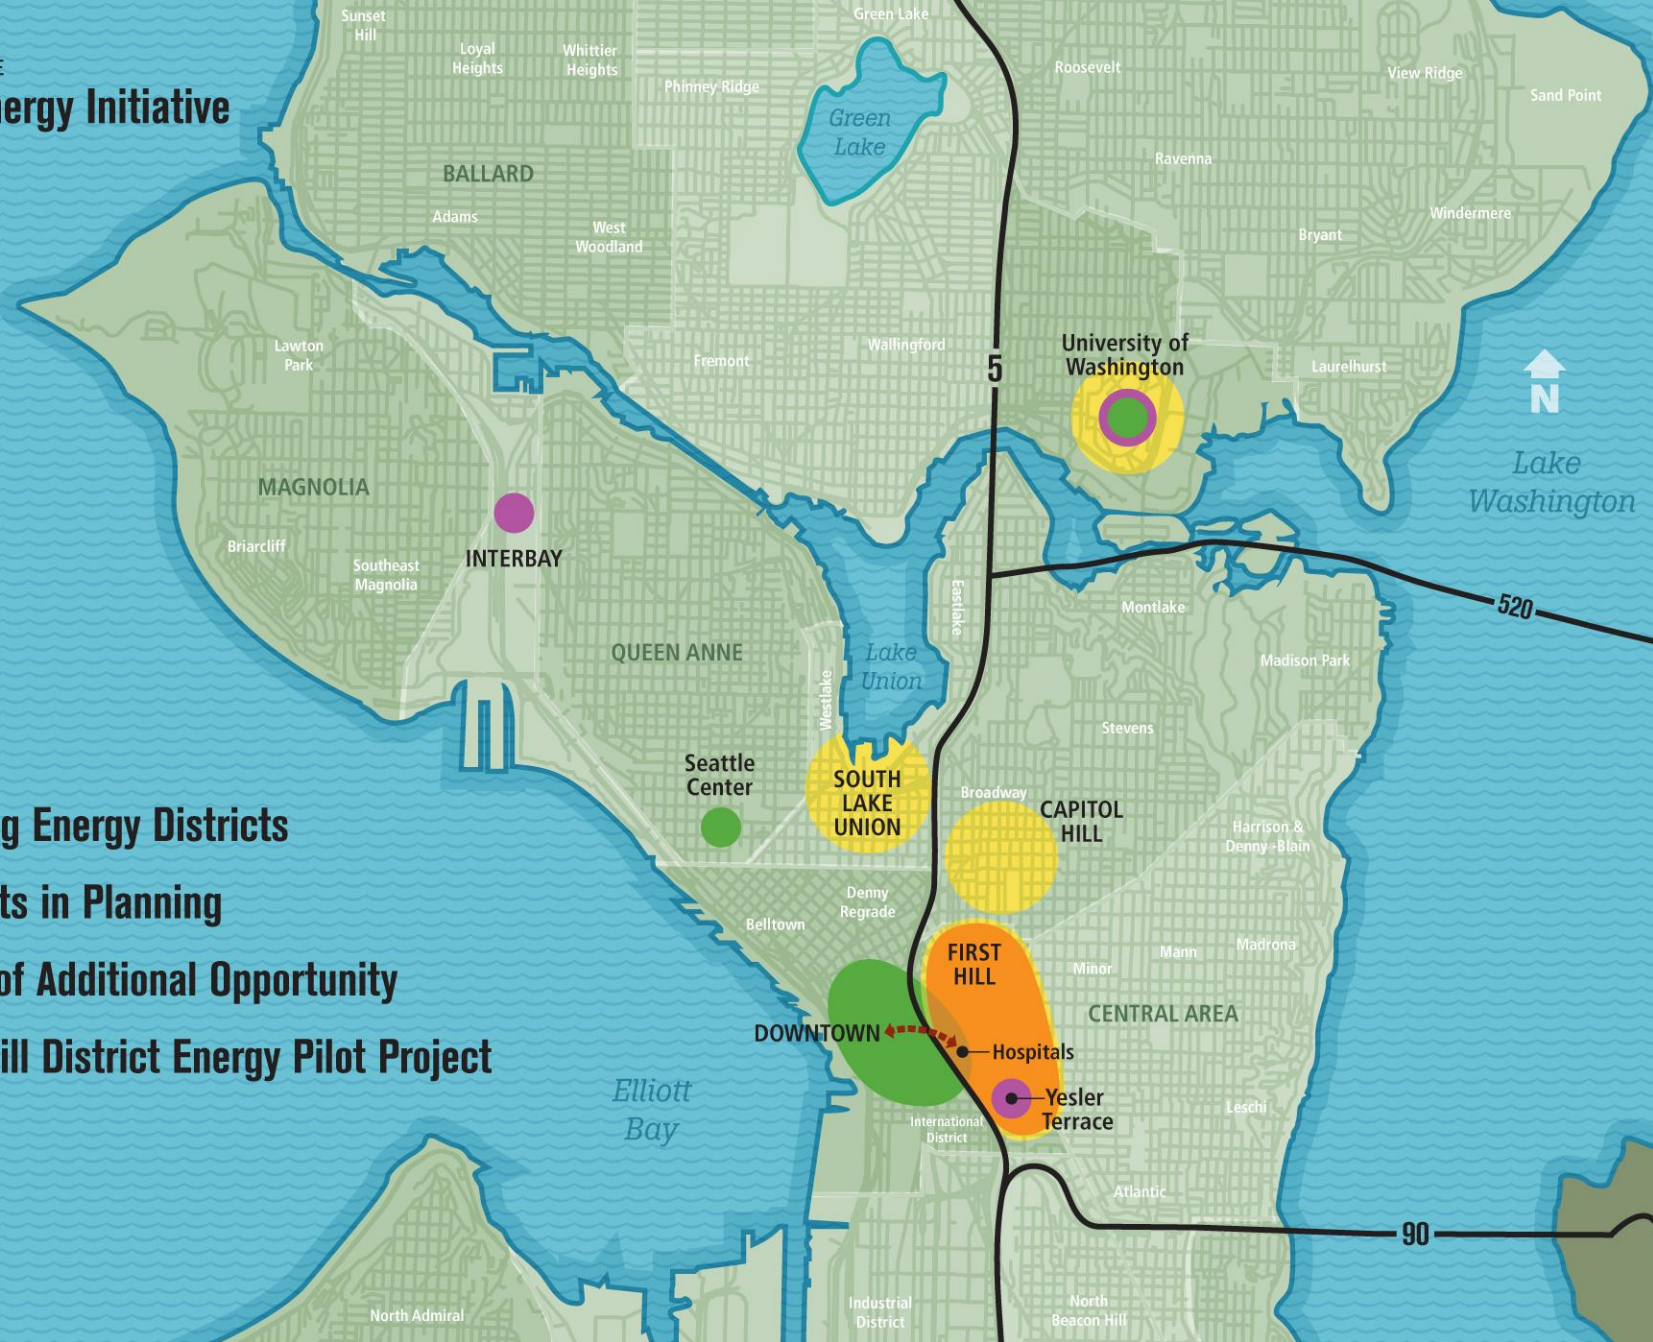 E
ergy Initiative
Sunset
Hill
Loyal
Heights
Whittier
Heights
Phinney Ridge
Green Lake
Green
Lake
Roosevelt
View Ridge
Sand Point
BALLARD
Adams
West
Woodland
Ravenna
Windermere
Bryant
Lawton
Park
Fremont
Wallingford
5
University of
Washington
Laurelhurst
N
Lake
Washington
MAGNOLIA
Briarcliff
Southeast
Magnolia
INTERBAY
QUEEN ANNE
Westlake
Lake
Union
Eastlake
Montlake
520
Madison Park
Stevens
Seattle
Center
SOUTH
LAKE
UNION
Broadway
CAPITOL
HILL
Harrison &
Denny -Blain
g Energy Districts
ts in Planning
of Additional Opportunity
ill District Energy Pilot Project
Denny
Regrade
Belltown
FIRST
HILL
Minor
Mann
Madrona
CENTRAL AREA
DOWNTOWN
Hospitals
Yesler
Terrace
Leschi
International
District
Elliott
Bay
Atlantic
90
North Admiral
Industrial
District
North
Beacon Hill